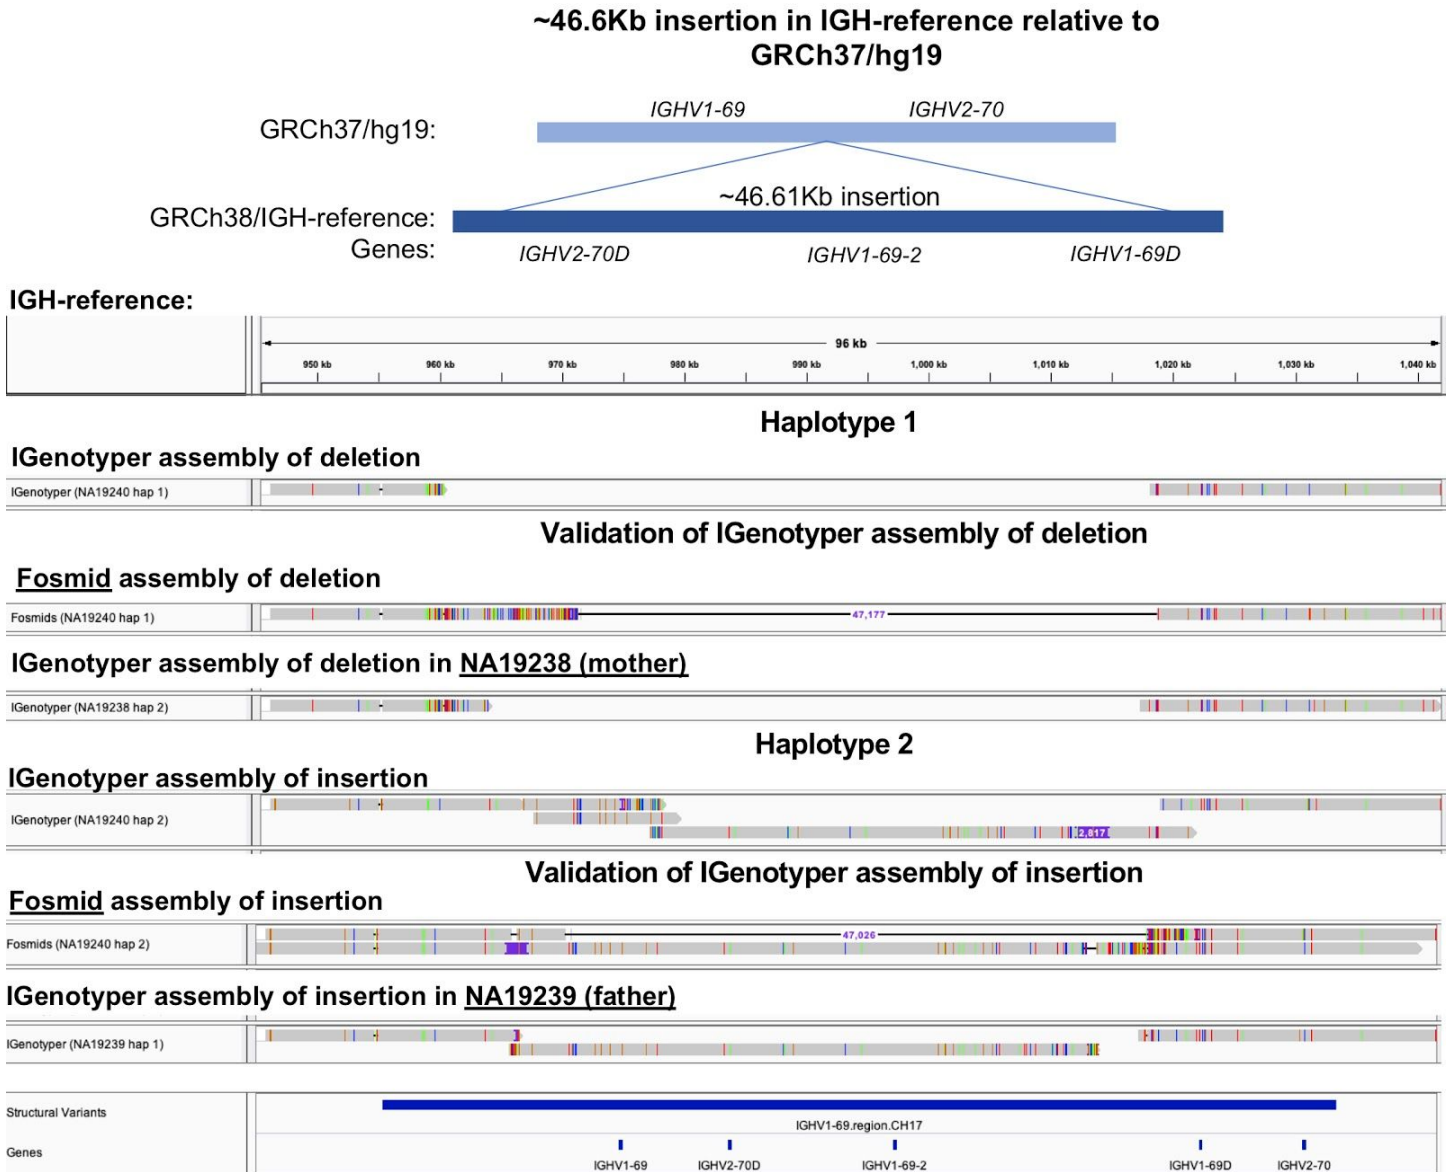 ~46.6Kb insertion in IGH-reference relative to
GRCh37/hg19
IGHV1-69 IGHV2-70
GRCh37/hg19:
~46.61Kb insertion
GRCh38/IGH-reference:
Genes: IGHV2-70D IGHV1-69-2 IGHV1-69D
IGH-reference:
96 kb
950 kb 960 kb 970 kb 980 kb 990 kb 1,000 kb 1,010 kb 1,020 kb 1,030 kb 1,040 kb
Haplotype 1
IGenotyper assembly of deletion
IGenotyper (NA19240 hap 1)
Validation of IGenotyper assembly of deletion
Fosmid assembly of deletion
Fosmids (NA19240 hap 1) 47,177
IGenotyper assembly of deletion in NA19238 (mother)
IGenotyper (NA19238 hap 2)
Haplotype 2
IGenotyper assembly of insertion
IGenotyper (NA19240 hap 2) 2,817
Validation of IGenotyper assembly of insertion
Fosmid assembly of insertion
Fosmids (NA19240 hap 2) 47,026
IGenotyper assembly of insertion in NA19239 (father)
IGenotyper (NA19239 hap 1)
Structural Variants
IGHV1-69.region.CH17
Genes
IGHV1-69 IGHV2-70D IGHV1-69-2 IGHV1-69D IGHV2-70